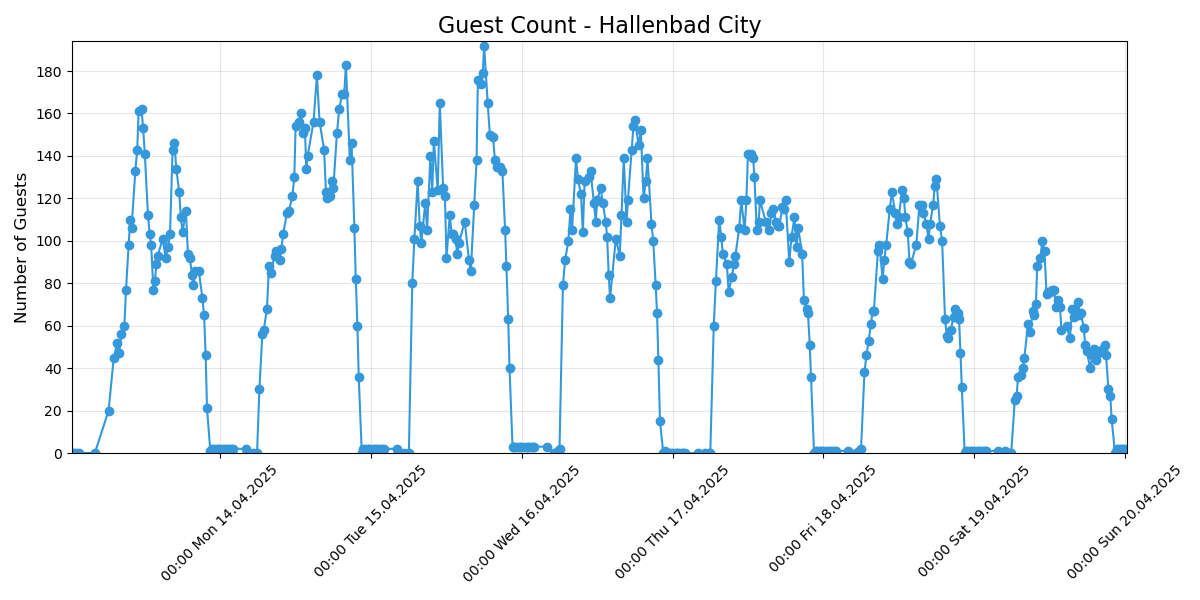 Guest Count - Hallenbad City
Number of Guests
180
160
140
120
100
80
60
40
20
0
00:00 Mon 14.04.2025
00:00 Tue 15.04.2025
00:00 Wed 16.04.2025
00:00 Thu 17.04.2025
00:00 Fri 18.04.2025
00:00 Sat 19.04.2025
00:00 Sun 20.04.2025